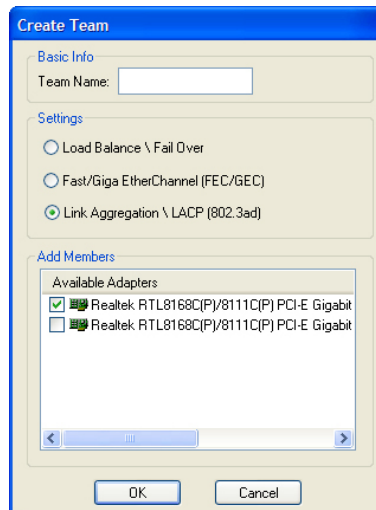 Create Team
Basic Info
Team Name:
Settings
Load Balance \ Fail Over
Fast/Giga EtherChannel (FEC/GEC)
Link Aggregation \ LACP (802.3ad)
Add Members
Available Adapters
Realtek RTL8168C(P)/8111C(P) PCI-E Gigabit
Realtek RTL8168C(P)/8111C(P) PCI-E Gigabit
OK
Cancel